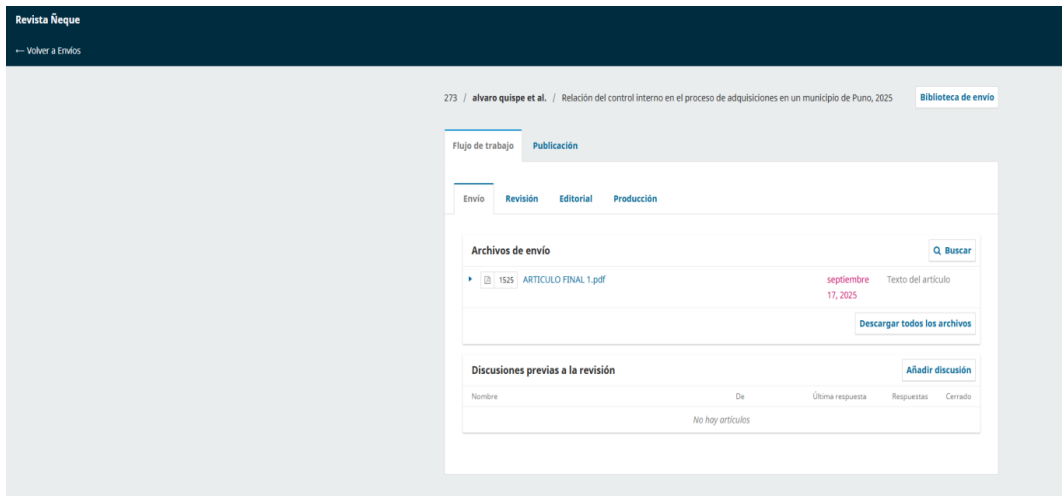 Revista Ñeque
← Volver a Envíos
273 / alvaro quispe et al. / Relación del control interno en el proceso de adquisiciones en un municipio de Puno, 2025 Biblioteca de envío
Flujo de trabajo Publicación
Envío Revisión Editorial Producción
Archivos de envío Buscar
1525 ARTICULO FINAL 1.pdf septiembre Texto del artículo
17, 2025
Descargar todos los archivos
Discusiones previas a la revisión Añadir discusión
Nombre De Última respuesta Respuestas Cerrado
No hay artículos